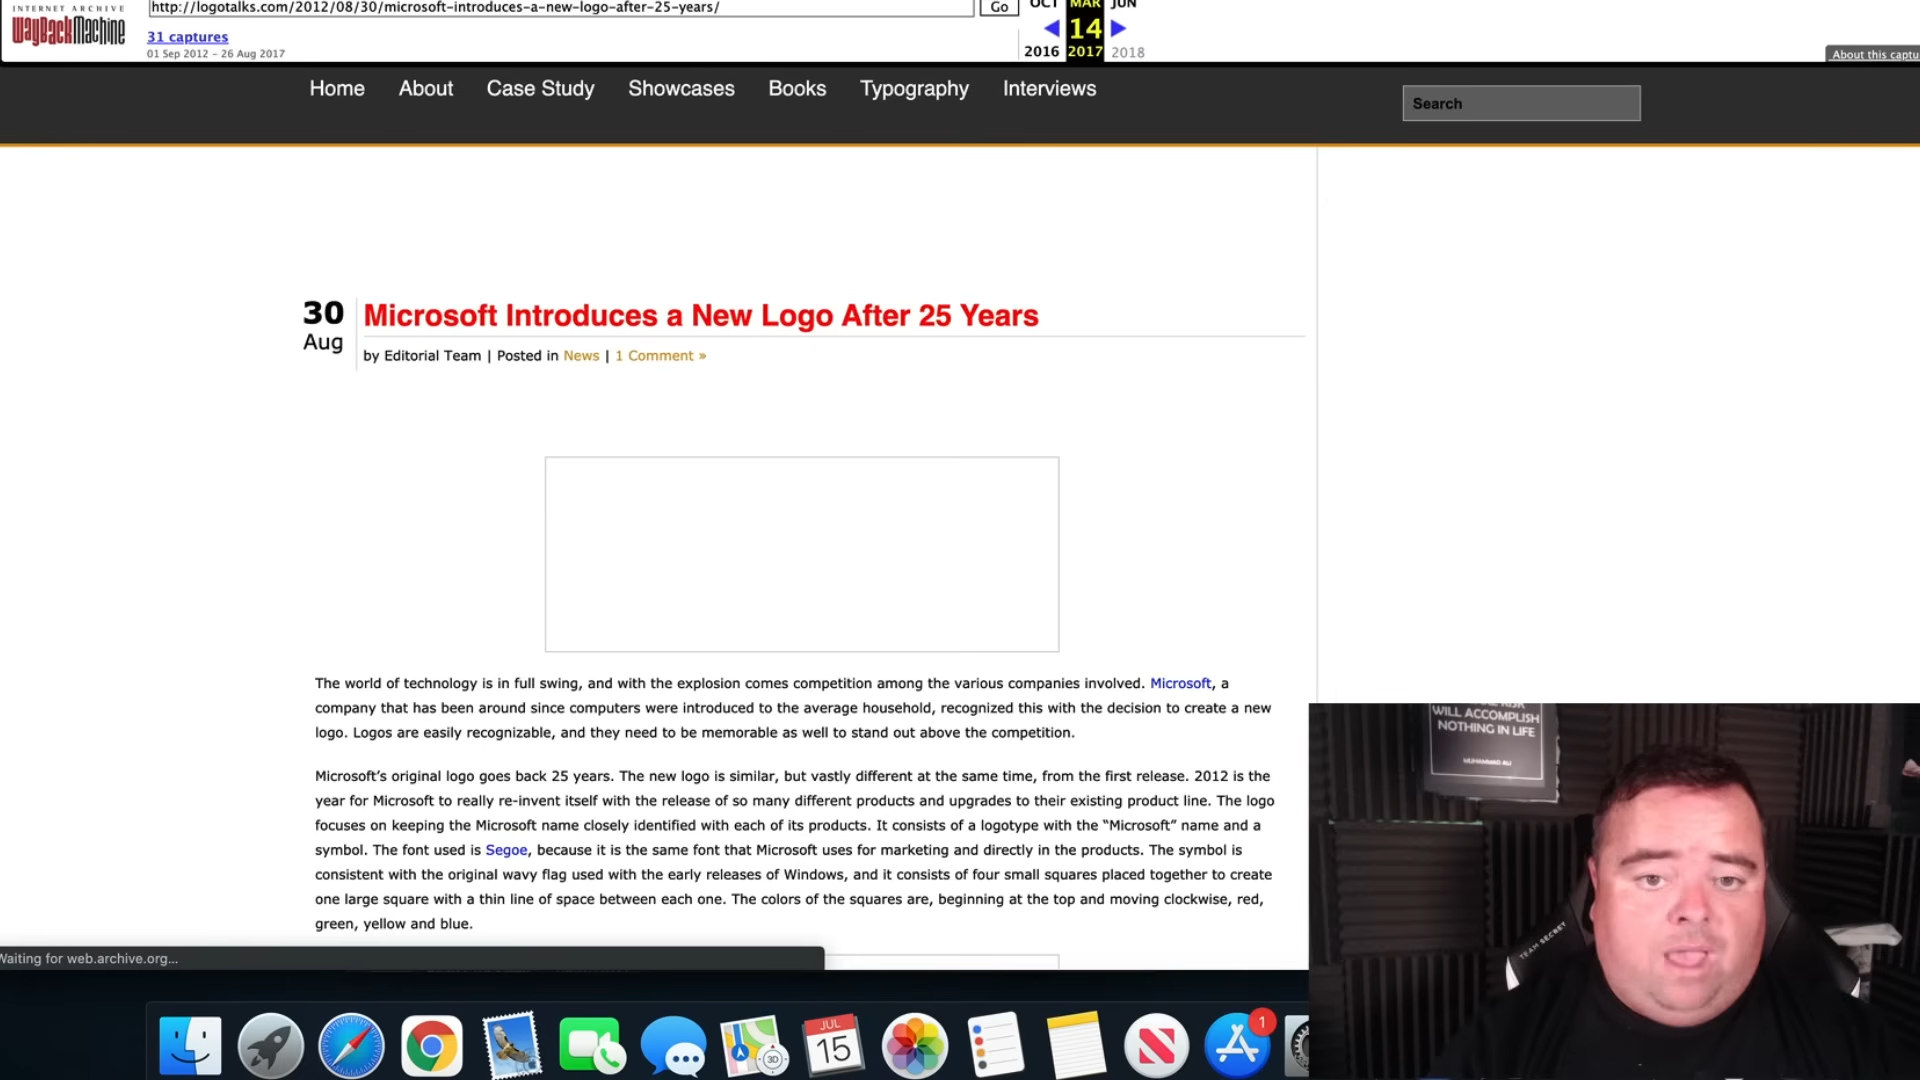 INTERNET ARCHIVE
WayBackMachine
http://logotalks.com/2012/08/30/microsoft-introduces-a-new-logo-after-25-years/
Go
OCT MAR JUN
14
2016 2017 2018
31 captures
01 Sep 2012 - 26 Aug 2017
About this captu
Home About Case Study Showcases Books Typography Interviews
Search
30
Aug
Microsoft Introduces a New Logo After 25 Years
by Editorial Team | Posted in News | 1 Comment »
The world of technology is in full swing, and with the explosion comes competition among the various companies involved. Microsoft, a
company that has been around since computers were introduced to the average household, recognized this with the decision to create a new
logo. Logos are easily recognizable, and they need to be memorable as well to stand out above the competition.
Microsoft’s original logo goes back 25 years. The new logo is similar, but vastly different at the same time, from the first release. 2012 is the
year for Microsoft to really re-invent itself with the release of so many different products and upgrades to their existing product line. The logo
focuses on keeping the Microsoft name closely identified with each of its products. It consists of a logotype with the “Microsoft” name and a
symbol. The font used is Segoe, because it is the same font that Microsoft uses for marketing and directly in the products. The symbol is
consistent with the original wavy flag used with the early releases of Windows, and it consists of four small squares placed together to create
one large square with a thin line of space between each one. The colors of the squares are, beginning at the top and moving clockwise, red,
green, yellow and blue.
Waiting for web.archive.org...
WILL ACCOMPLISH
NOTHING IN LIFE
MUHAMMAD ALI
TEAM SECRET
3D
JUL
15
1